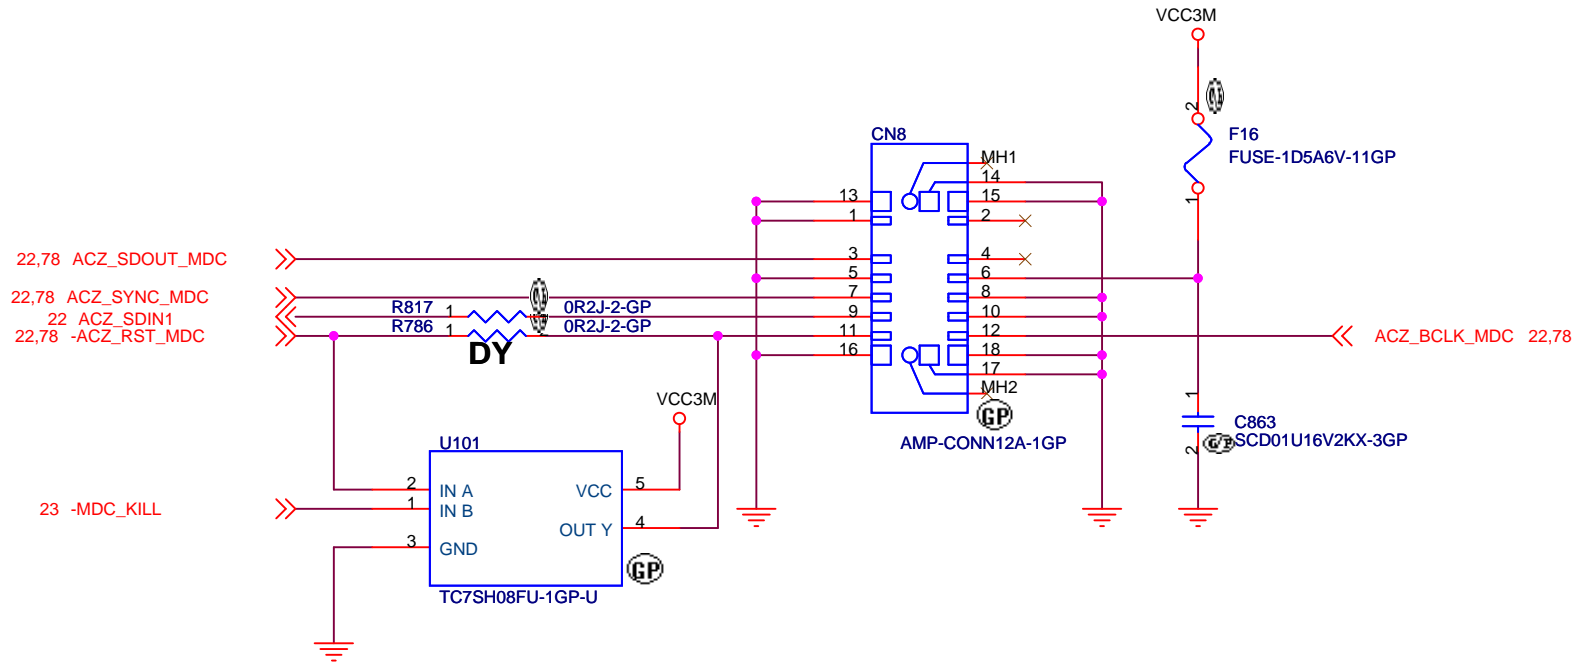 VCC3M
2
F16
FUSE-1D5A6V-11GP
1
CN8
MH1
14
13
15
1
2
22,78 ACZ_SDOUT_MDC
3
4
5
6
22,78 ACZ_SYNC_MDC
7
8
R817
1
0R2J-2-GP
22 ACZ_SDIN1
9
10
R786
1
0R2J-2-GP
22,78 -ACZ_RST_MDC
11
12
ACZ_BCLK_MDC 22,78
DY
16
18
17
MH2
GP
AMP-CONN12A-1GP
VCC3M
1
C863
G/P
SCD01U16V2KX-3GP
2
U101
2
IN A
VCC
5
23 -MDC_KILL
1
IN B
OUT Y
4
3
GND
GP
TC7SH08FU-1GP-U